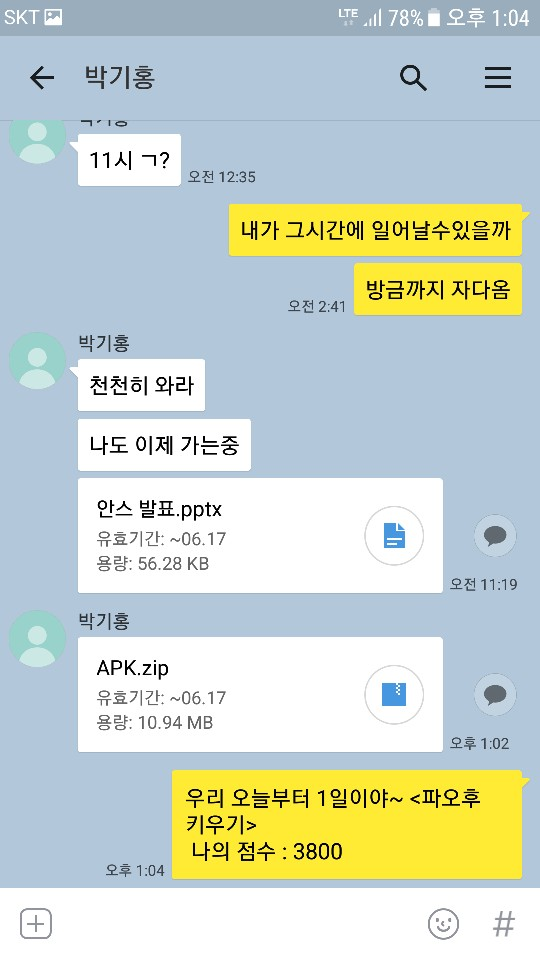 SKT LTE 78% 오후 1:04
박기홍
박기홍
11시 ㄱ?
오전 12:35
내가 그시간에 일어날수있을까
방금까지 자다옴
오전 2:41
박기홍
천천히 와라
나도 이제 가는중
안스 발표.pptx
유효기간: ~06.17
용량: 56.28 KB
오전 11:19
박기홍
APK.zip
유효기간: ~06.17
용량: 10.94 MB
오후 1:02
우리 오늘부터 1일이야~ <파오후
키우기>
나의 점수 : 3800
오후 1:04
#